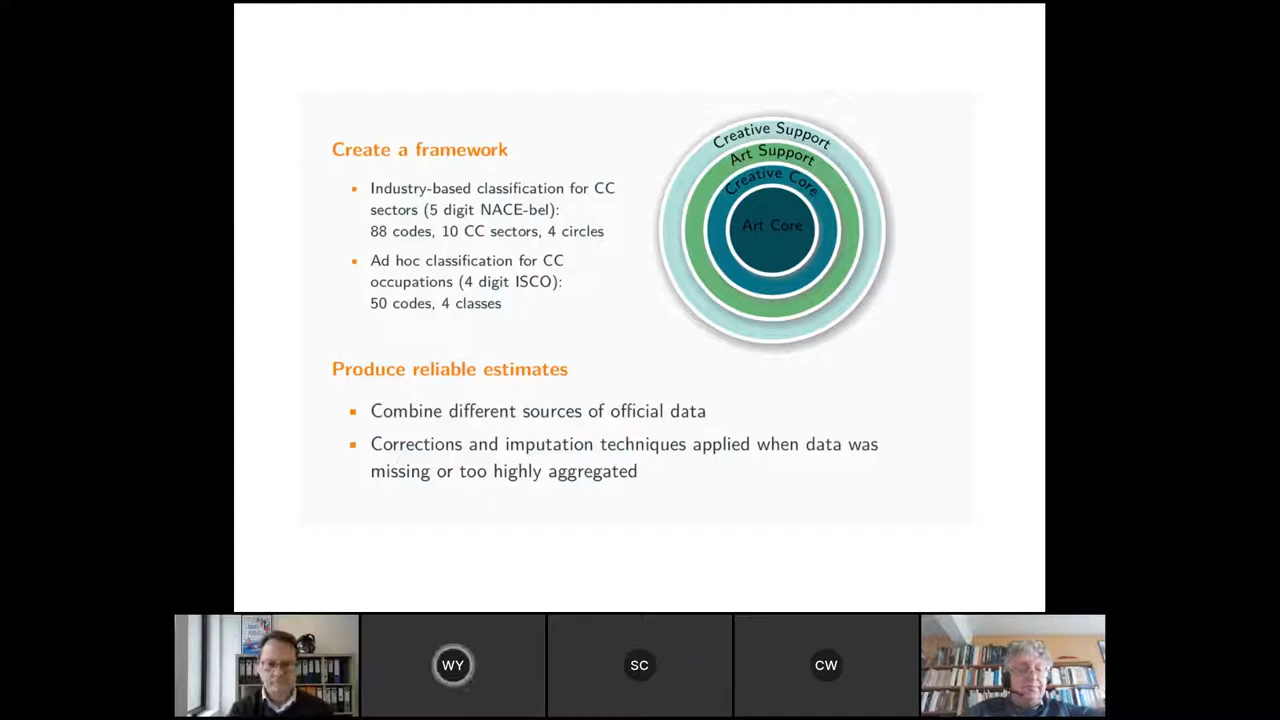 Create a framework
Industry-based classification for CC
sectors (5 digit NACE-bel):
88 codes, 10 CC sectors, 4 circles
Ad hoc classification for CC
occupations (4 digit ISCO):
50 codes, 4 classes
Creative Support
Art Support
Creative Core
Art Core
Produce reliable estimates
Combine different sources of official data
Corrections and imputation techniques applied when data was
missing or too highly aggregated
WY
SC
CW